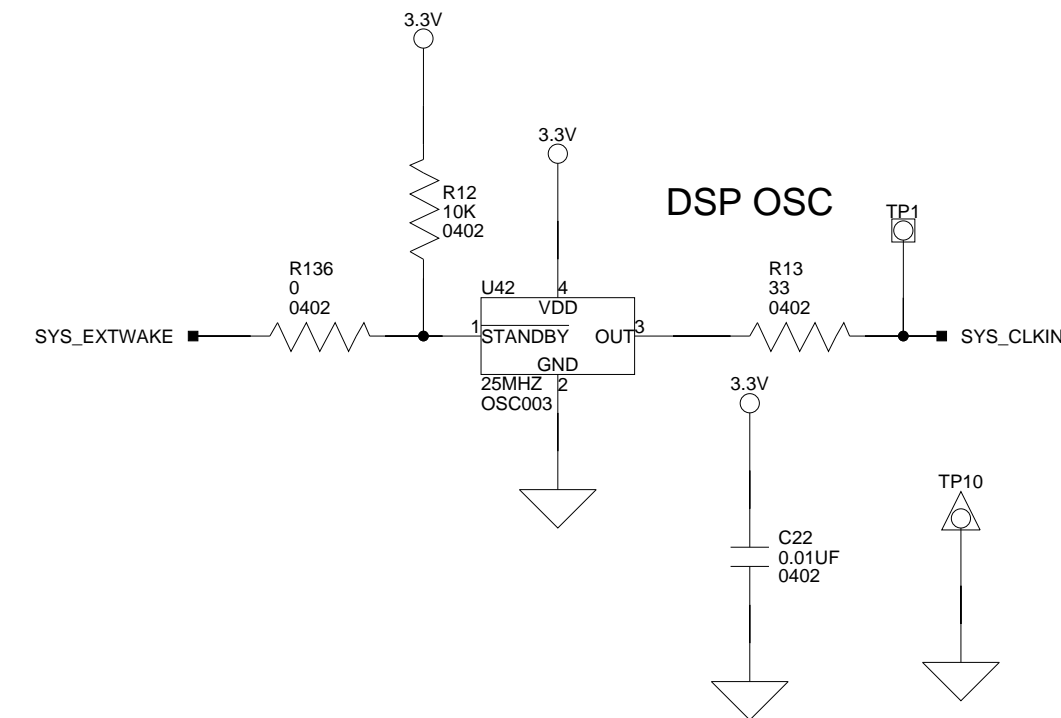 3.3V
R12
10K
0402
3.3V
DSP OSC
TP1
R136
0
0402
U42
4
VDD
R13
33
0402
SYS_EXTWAKE
1
STANDBY
OUT
3
SYS_CLKIN
GND
25MHZ
2
OSC003
3.3V
TP10
C22
0.01UF
0402